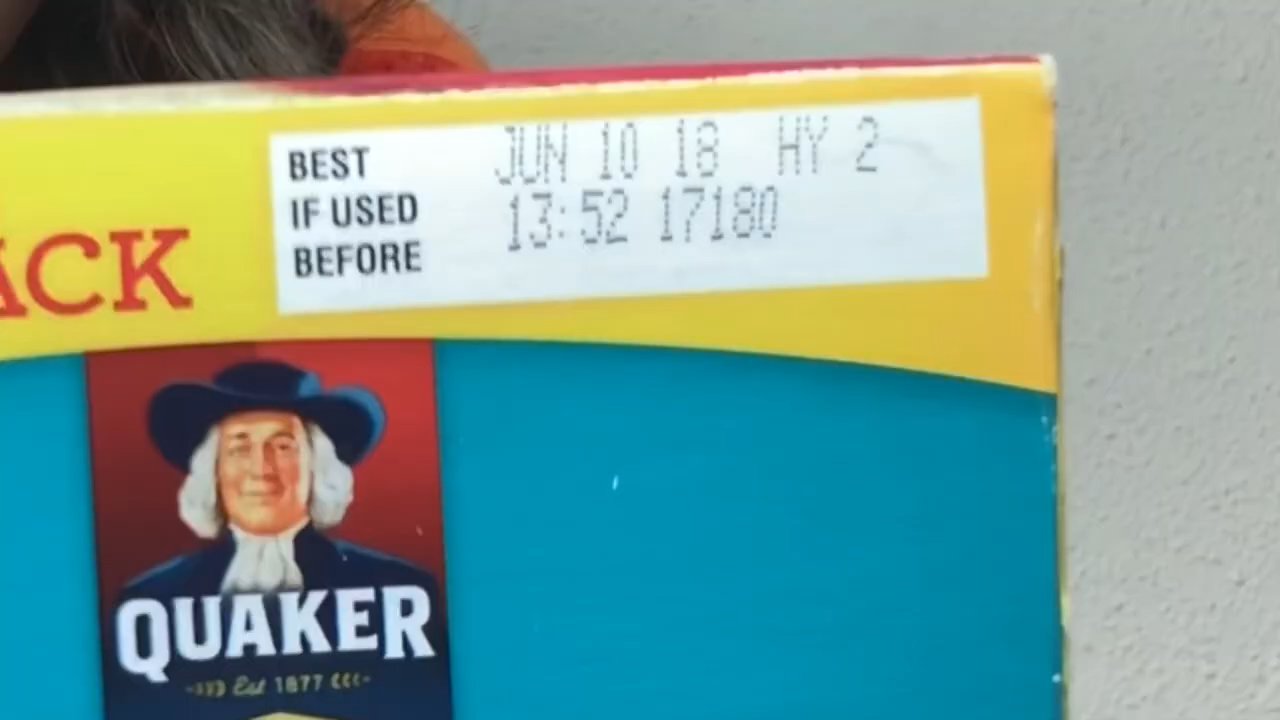 BEST
IF USED
BEFORE
JUN 10 18 HY 2
13:52 17180
ACK
QUAKER
Est 1877